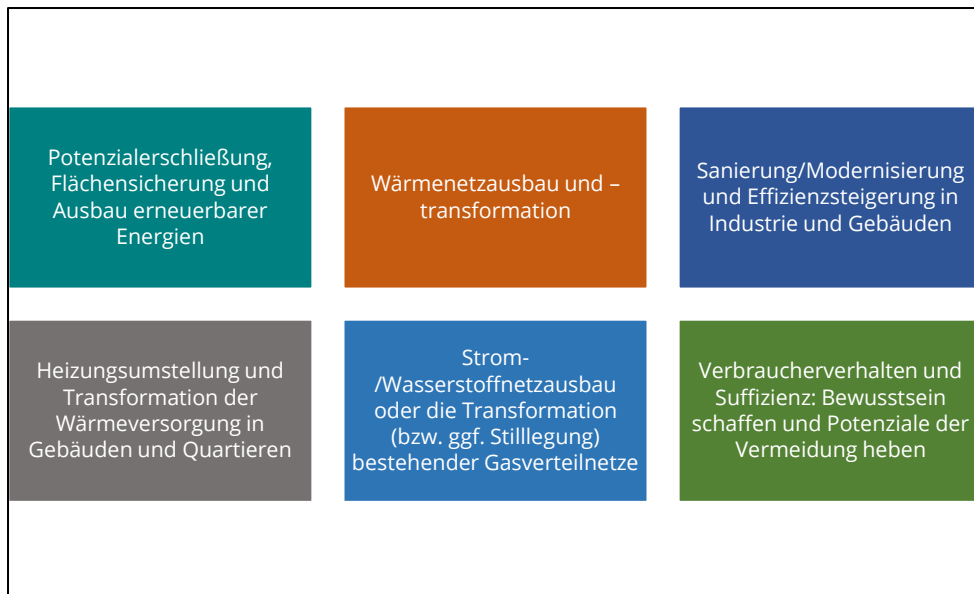 Potenzialerschließung,
Flächensicherung und
Ausbau erneuerbarer
Energien
Wärmenetzausbau und –
transformation
Sanierung/Modernisierung
und Effizienzsteigerung in
Industrie und Gebäuden
Heizungsumstellung und
Transformation der
Wärmeversorgung in
Gebäuden und Quartieren
Strom-
/Wasserstoffnetzausbau
oder die Transformation
(bzw. ggf. Stilllegung)
bestehender Gasverteilnetze
Verbraucherverhalten und
Suffizienz: Bewusstsein
schaffen und Potenziale der
Vermeidung heben